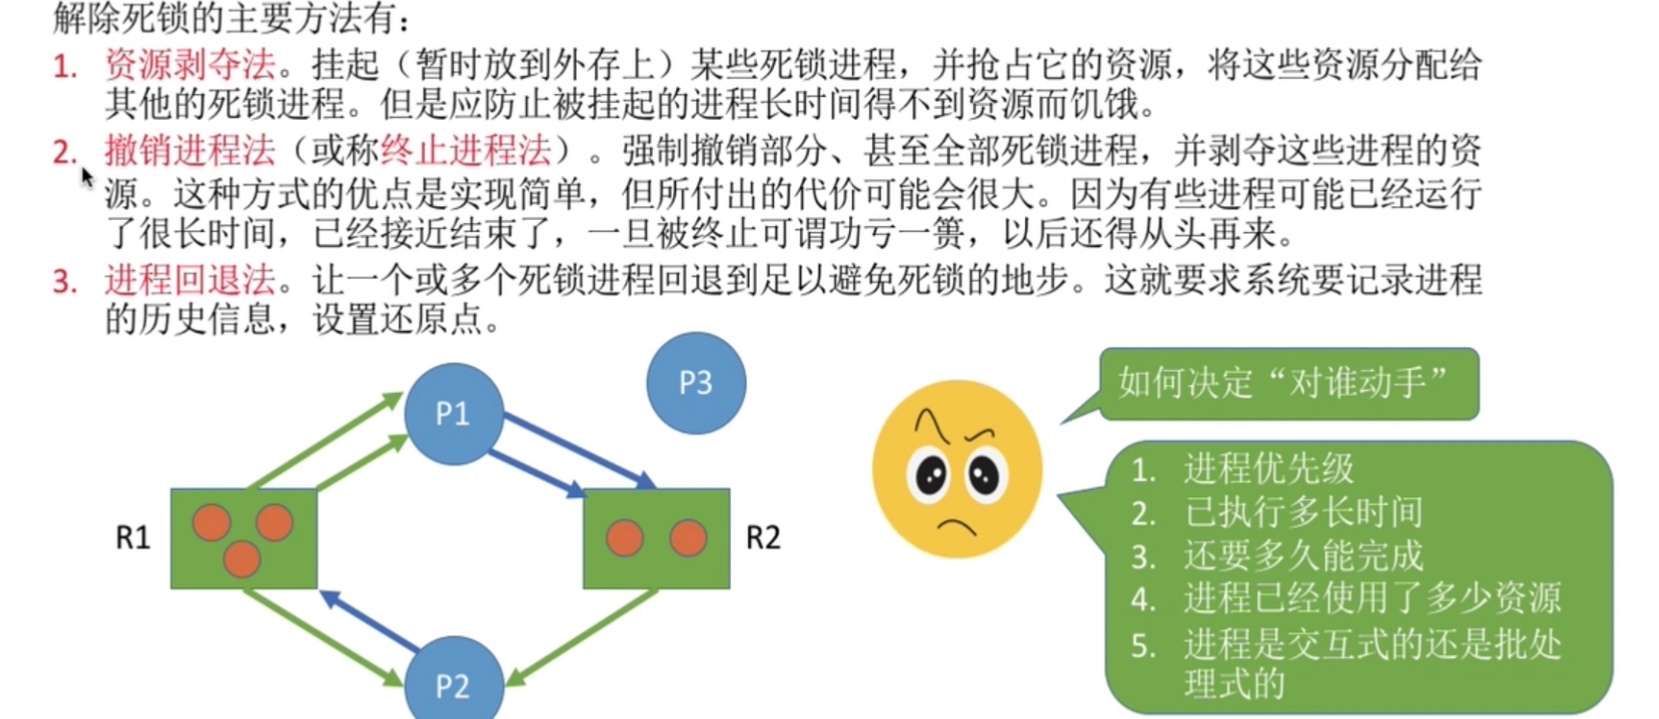 解除死锁的主要方法有：
1. 资源剥夺法。挂起（暂时放到外存上）某些死锁进程，并抢占它的资源，将这些资源分配给
其他的死锁进程。但是应防止被挂起的进程长时间得不到资源而饥饿。
2. 撤销进程法（或称终止进程法）。强制撤销部分、甚至全部死锁进程，并剥夺这些进程的资
源。这种方式的优点是实现简单，但所付出的代价可能会很大。因为有些进程可能已经运行
了很长时间，已经接近结束了，一旦被终止可谓功亏一篑，以后还得从头再来。
3. 进程回退法。让一个或多个死锁进程回退到足以避免死锁的地步。这就要求系统要记录进程
的历史信息，设置还原点。
P1
P3
R1
R2
P2
如何决定“对谁动手”
1. 进程优先级
2. 已执行多长时间
3. 还要多久能完成
4. 进程已经使用了多少资源
5. 进程是交互式的还是批处
理式的